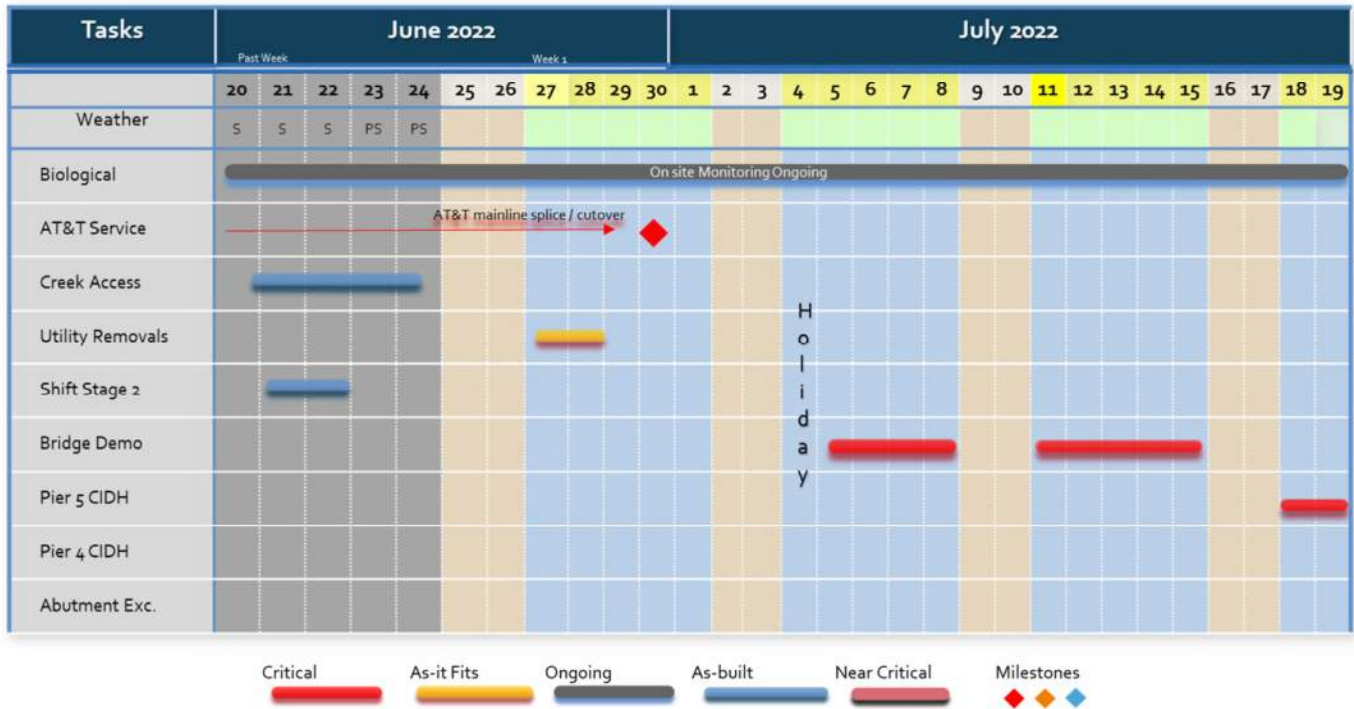 Tasks June 2022 July 2022
Past Week Week 1
20 21 22 23 24 25 26 27 28 29 30 1 2 3 4 5 6 7 8 9 10 11 12 13 14 15 16 17 18 19
Weather S S S PS PS
Biological On site Monitoring Ongoing
AT&T mainline splice / cutover
AT&T Service
Creek Access
Utility Removals
Shift Stage 2
Bridge Demo
Holiday
Pier 5 CIDH
Pier 4 CIDH
Abutment Exc.
Critical As-it Fits Ongoing As-built Near Critical Milestones